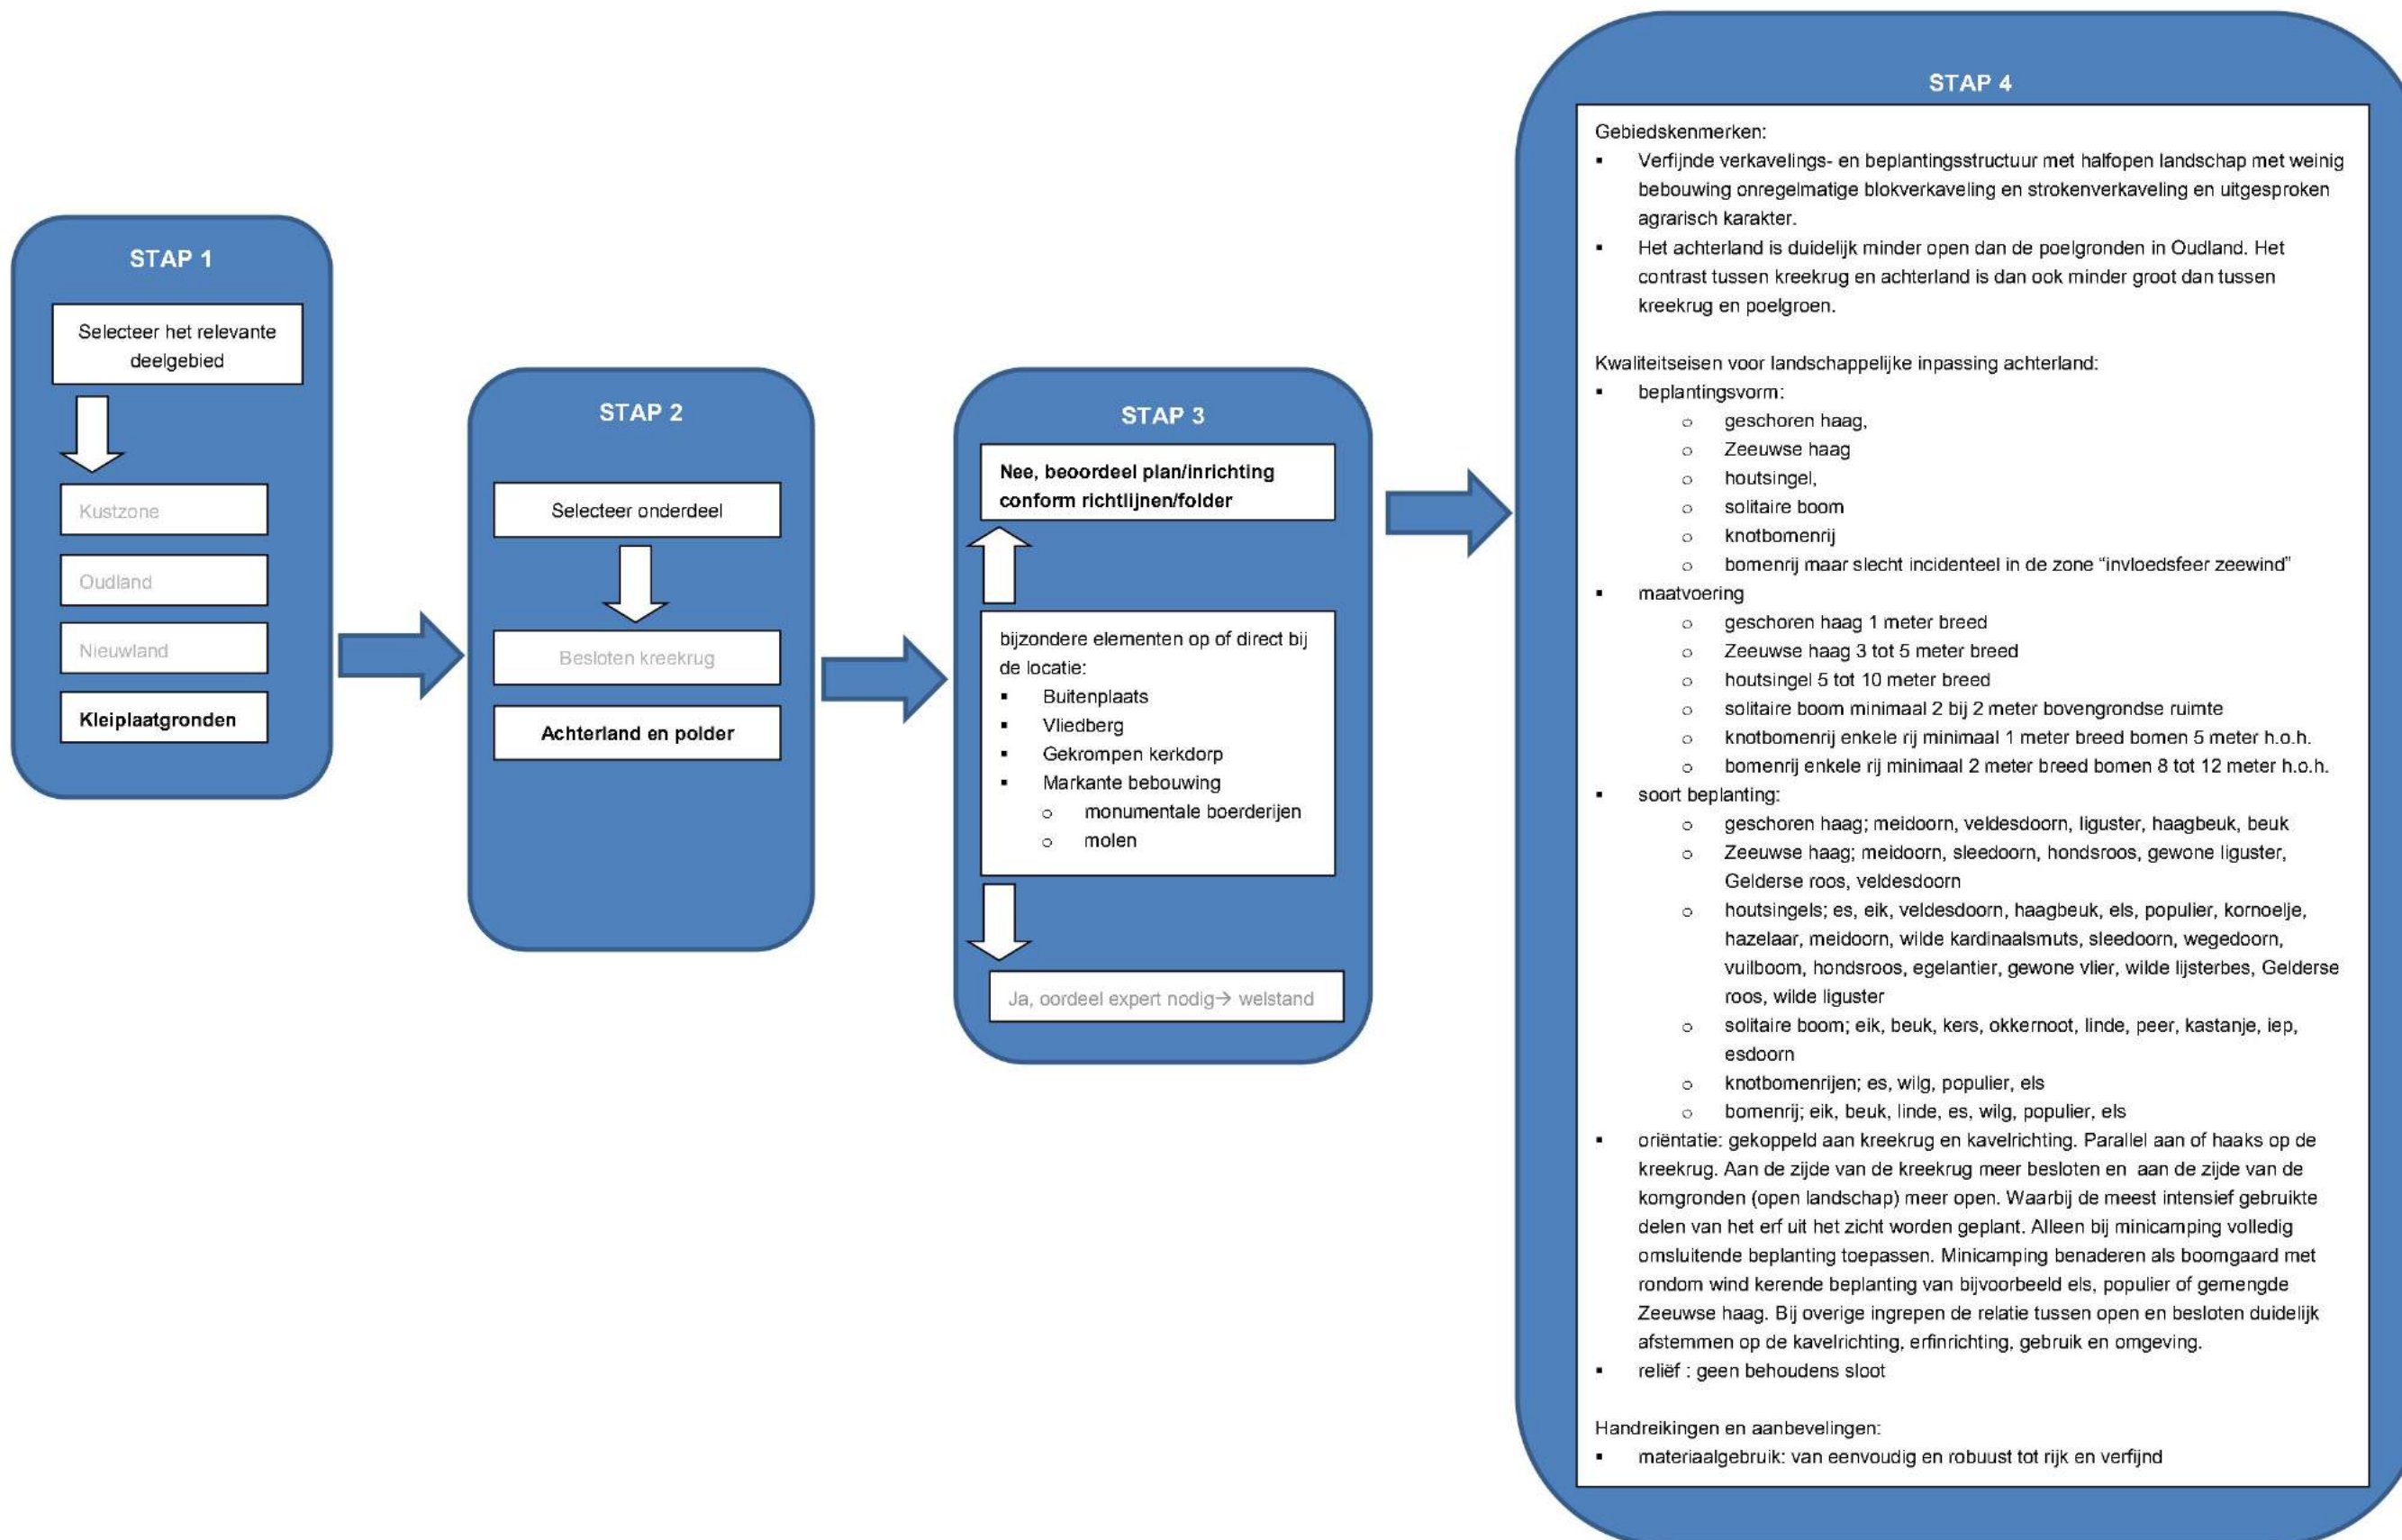 STAP 1
Selecteer het relevante
deelgebied
Kustzone
Oudland
Nieuwland
Kleiplaatgronden
STAP 2
Selecteer onderdeel
Besloten kreekrug
Achterland en polder
STAP 3
Nee, beoordeel plan/inrichting
conform richtlijnen/folder
bijzondere elementen op of direct bij
de locatie:
▪ Buitenplaats
▪ Vliedberg
▪ Gekrompen kerkdorp
▪ Markante bebouwing
o monumentale boerderijen
o molen
Ja, oordeel expert nodig→ welstand
STAP 4
Gebiedskenmerken:
▪ Verfijnde verkavelings- en beplantingsstructuur met halfopen landschap met weinig
bebouwing onregelmatige blokverkaveling en strokenverkaveling en uitgesproken
agrarisch karakter.
▪ Het achterland is duidelijk minder open dan de poelgronden in Oudland. Het
contrast tussen kreekrug en achterland is dan ook minder groot dan tussen
kreekrug en poelgroen.
Kwaliteitseisen voor landschappelijke inpassing achterland:
▪ beplantingsvorm:
o geschoren haag,
o Zeeuwse haag
o houtsingel,
o solitaire boom
o knotbomenrij
o bomenrij maar slecht incidenteel in de zone “invloedsfeer zeewind”
▪ maatvoering
o geschoren haag 1 meter breed
o Zeeuwse haag 3 tot 5 meter breed
o houtsingel 5 tot 10 meter breed
o solitaire boom minimaal 2 bij 2 meter bovengrondse ruimte
o knotbomenrij enkele rij minimaal 1 meter breed bomen 5 meter h.o.h.
o bomenrij enkele rij minimaal 2 meter breed bomen 8 tot 12 meter h.o.h.
▪ soort beplanting:
o geschoren haag; meidoorn, veldesdoorn, liguster, haagbeuk, beuk
o Zeeuwse haag; meidoorn, sleedoorn, hondsroos, gewone liguster,
Gelderse roos, veldesdoorn
o houtsingels; es, eik, veldesdoorn, haagbeuk, els, populier, kornoelje,
hazelaar, meidoorn, wilde kardinaalsmuts, sleedoorn, wegedoorn,
vuilboom, hondsroos, egelantier, gewone vlier, wilde lijsterbes, Gelderse
roos, wilde liguster
o solitaire boom; eik, beuk, kers, okkernoot, linde, peer, kastanje, iep,
esdoorn
o knotbomenrijen; es, wilg, populier, els
o bomenrij; eik, beuk, linde, es, wilg, populier, els
▪ oriëntatie: gekoppeld aan kreekrug en kavelrichting. Parallel aan of haaks op de
kreekrug. Aan de zijde van de kreekrug meer besloten en aan de zijde van de
komgronden (open landschap) meer open. Waarbij de meest intensief gebruikte
delen van het erf uit het zicht worden geplant. Alleen bij minicamping volledig
omsluitende beplanting toepassen. Minicamping benaderen als boomgaard met
rondom wind kerende beplanting van bijvoorbeeld els, populier of gemengde
Zeeuwse haag. Bij overige ingrepen de relatie tussen open en besloten duidelijk
afstemmen op de kavelrichting, erfinrichting, gebruik en omgeving.
▪ reliëf : geen behoudens sloot
Handreikingen en aanbevelingen:
▪ materiaalgebruik: van eenvoudig en robuust tot rijk en verfijnd